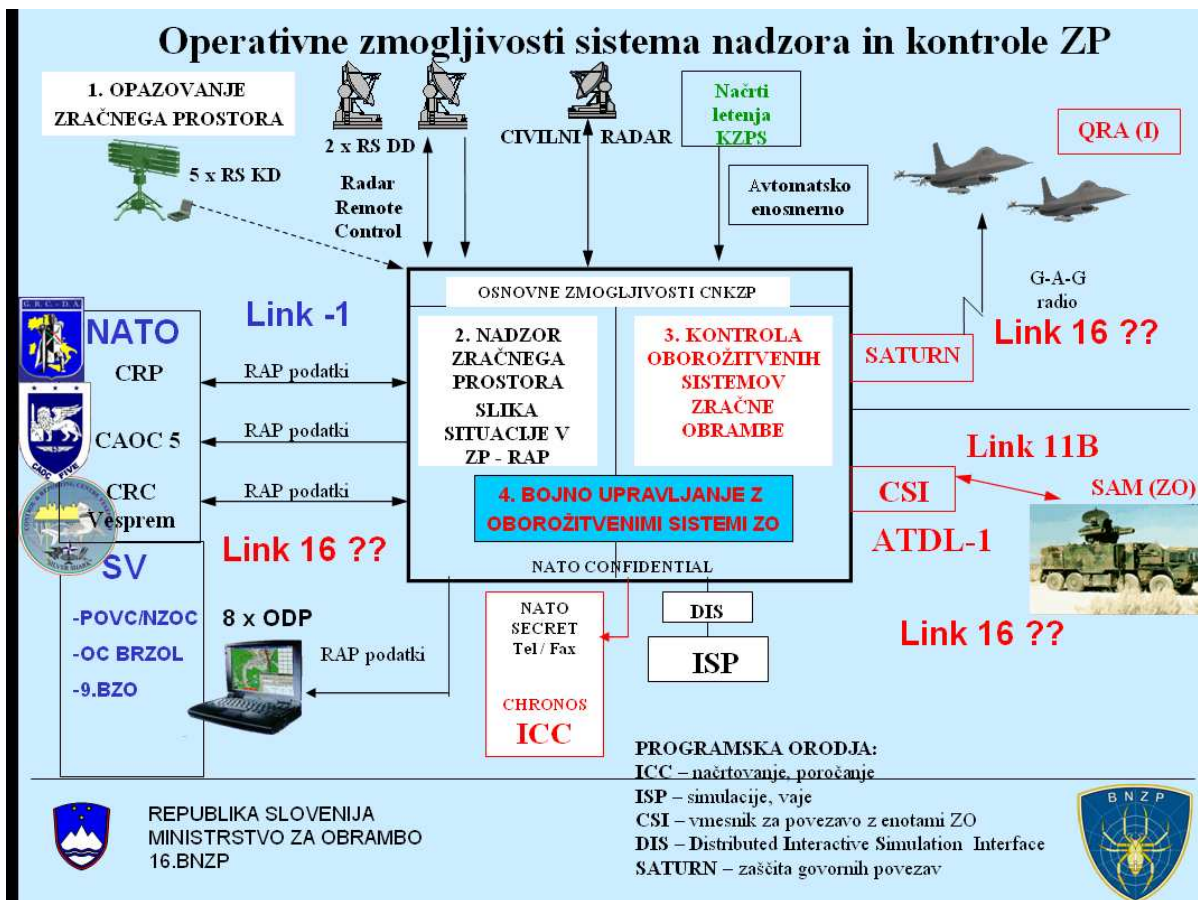 Operativne zmogljivosti sistema nadzora in kontrole ZP
1. OPAZOVANJE
ZRAČNEGA PROSTORA
5 x RS KD
2 x RS DD
Radar
Remote
Control
CIVILNI RADAR
Načrti
letenja
KZPS
Avtomatsko
enosmerno
QRA (I)
G-A-G
radio
Link 16 ??
OSNOVNE ZMOGLJIVOSTI CNKZP
2. NADZOR
ZRAČNEGA
PROSTORA
SLIKA
SITUACIJE V
ZP - RAP
3. KONTROLA
OBOROŽITVENIH
SISTEMOV
ZRAČNE
OBRAMBE
4. BOJNO UPRAVLJANJE Z
OBOROŽITVENIMI SISTEMI ZO
NATO CONFIDENTIAL
SATURN
CSI
Link 11B
SAM (ZO)
ATDL-1
Link 16 ??
C.R.C - D.A
NATO
Link -1
CRP
RAP podatki
CAOC 5
RAP podatki
CAOC FIVE
CRC
Vesprem
RAP podatki
"SILVER SHARK"
Link 16 ??
SV
-POVC/NZOC
-OC BRZOL
-9.BZO
8 x ODP
RAP podatki
NATO
SECRET
Tel / Fax
CHRONOS
ICC
DIS
ISP
PROGRAMSKA ORODJA:
ICC – načrtovanje, poročanje
ISP – simulacije, vaje
CSI – vmesnik za povezavo z enotami ZO
DIS – Distributed Interactive Simulation Interface
SATURN – zaščita govornih povezav
REPUBLIKA SLOVENIJA
MINISTRSTVO ZA OBRAMBO
16.BNZP
BNZP